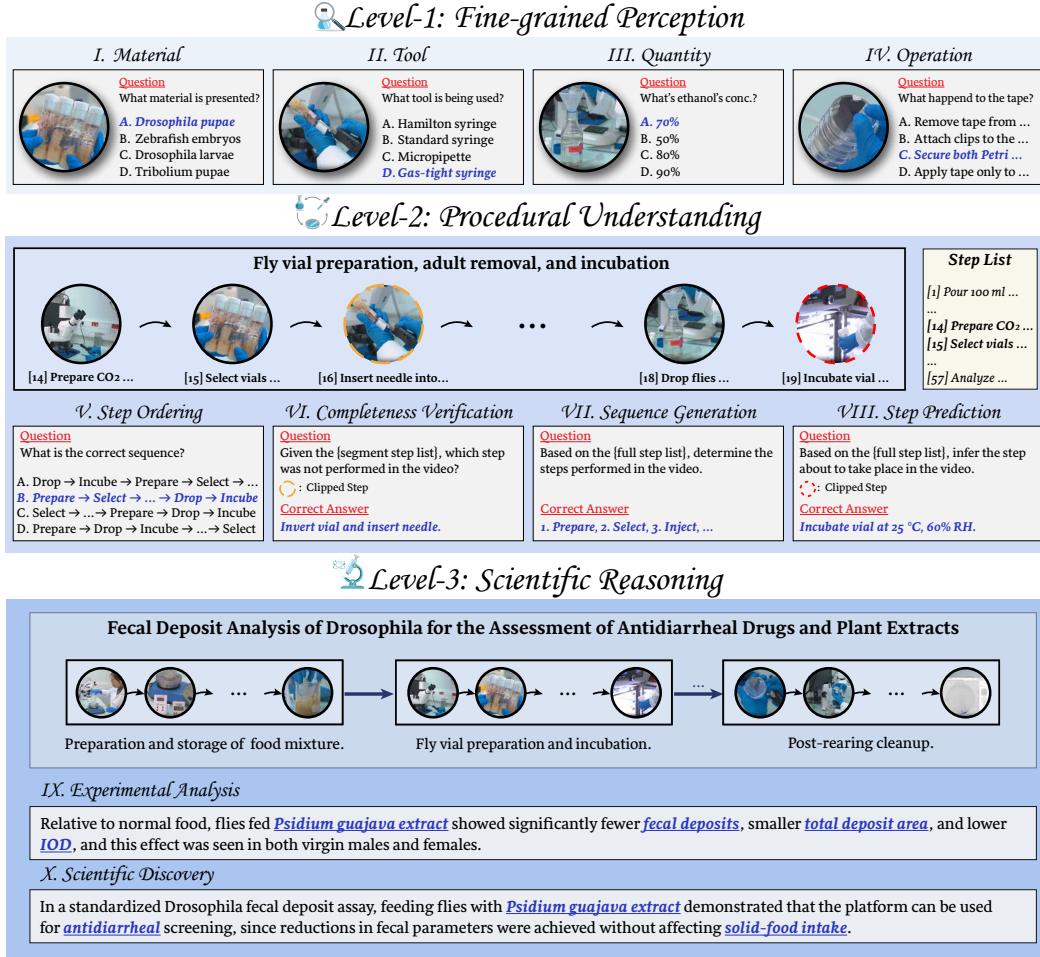 Level-1: Fine-grained Perception
I. Material
Question
What material is presented?
A. Drosophila pupae
B. Zebrafish embryos
C. Drosophila larvae
D. Tribolium pupae
II. Tool
Question
What tool is being used?
A. Hamilton syringe
B. Standard syringe
C. Micropipette
D. Gas-tight syringe
III. Quantity
Question
What's ethanol's conc.?
A. 70%
B. 50%
C. 80%
D. 90%
IV. Operation
Question
What happend to the tape?
A. Remove tape from ...
B. Attach clips to the ...
C. Secure both Petri ...
D. Apply tape only to ...
Level-2: Procedural Understanding
Fly vial preparation, adult removal, and incubation
...
[14] Prepare CO₂ ...
[15] Select vials ...
[16] Insert needle into...
[18] Drop flies ...
[19] Incubate vial ...
Step List
[1] Pour 100 ml ...
...
[14] Prepare CO₂ ...
[15] Select vials ...
...
[57] Analyze ...
V. Step Ordering
Question
What is the correct sequence?
A. Drop → Incube → Prepare → Select → ...
B. Prepare → Select → ... → Drop → Incube
C. Select → ...→ Prepare → Drop → Incube
D. Prepare → Drop → Incube → ...→ Select
VI. Completeness Verification
Question
Given the {segment step list}, which step
was not performed in the video?
: Clipped Step
Correct Answer
Invert vial and insert needle.
VII. Sequence Generation
Question
Based on the {full step list}, determine the
steps performed in the video.
Correct Answer
1. Prepare, 2. Select, 3. Inject, ...
VIII. Step Prediction
Question
Based on the {full step list}, infer the step
about to take place in the video.
: Clipped Step
Correct Answer
Incubate vial at 25 °C, 60% RH.
Level-3: Scientific Reasoning
Fecal Deposit Analysis of Drosophila for the Assessment of Antidiarrheal Drugs and Plant Extracts
...
...
...
...
Preparation and storage of food mixture.
Fly vial preparation and incubation.
Post-rearing cleanup.
IX. Experimental Analysis
Relative to normal food, flies fed Psidium guajava extract showed significantly fewer fecal deposits, smaller total deposit area, and lower
IOD, and this effect was seen in both virgin males and females.
X. Scientific Discovery
In a standardized Drosophila fecal deposit assay, feeding flies with Psidium guajava extract demonstrated that the platform can be used
for antidiarrheal screening, since reductions in fecal parameters were achieved without affecting solid-food intake.